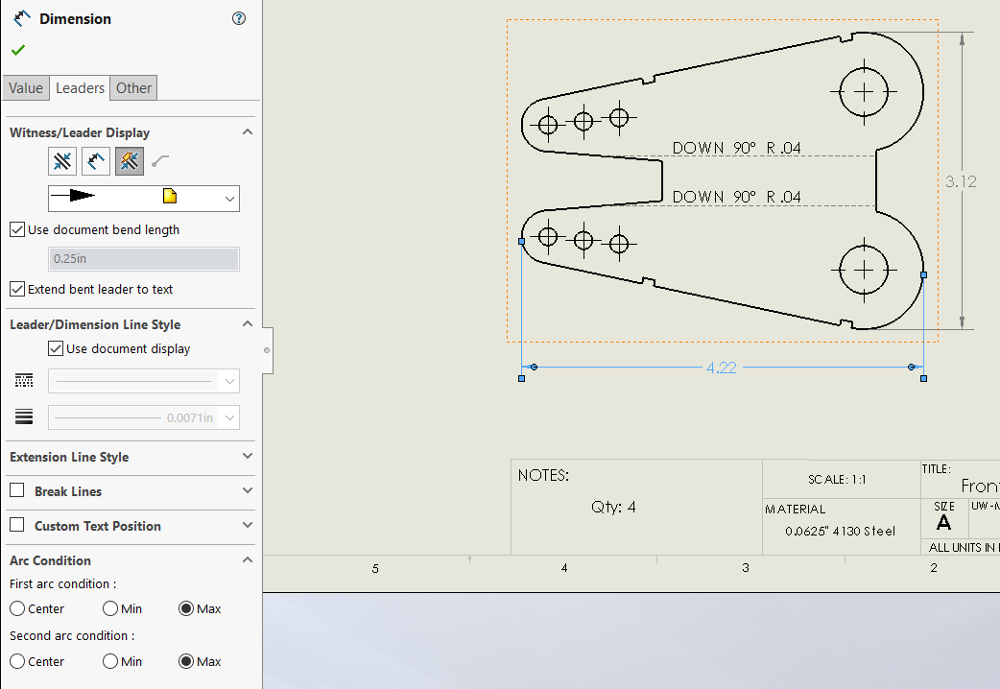 Dimension
Value Leaders Other
Witness/Leader Display
Use document bend length
0.25in
Extend bent leader to text
Leader/Dimension Line Style
Use document display
0.0071in
Extension Line Style
Break Lines
Custom Text Position
Arc Condition
First arc condition :
Center Min Max
Second arc condition :
Center Min Max
DOWN 90° R .04
DOWN 90° R .04
3.12
4.22
NOTES:
Qty: 4
SCALE: 1:1
MATERIAL
0.0625" 4130 Steel
TITLE:
Fron
SIZE
A
UW-M
ALL UNITS IN I
5 4 3 2